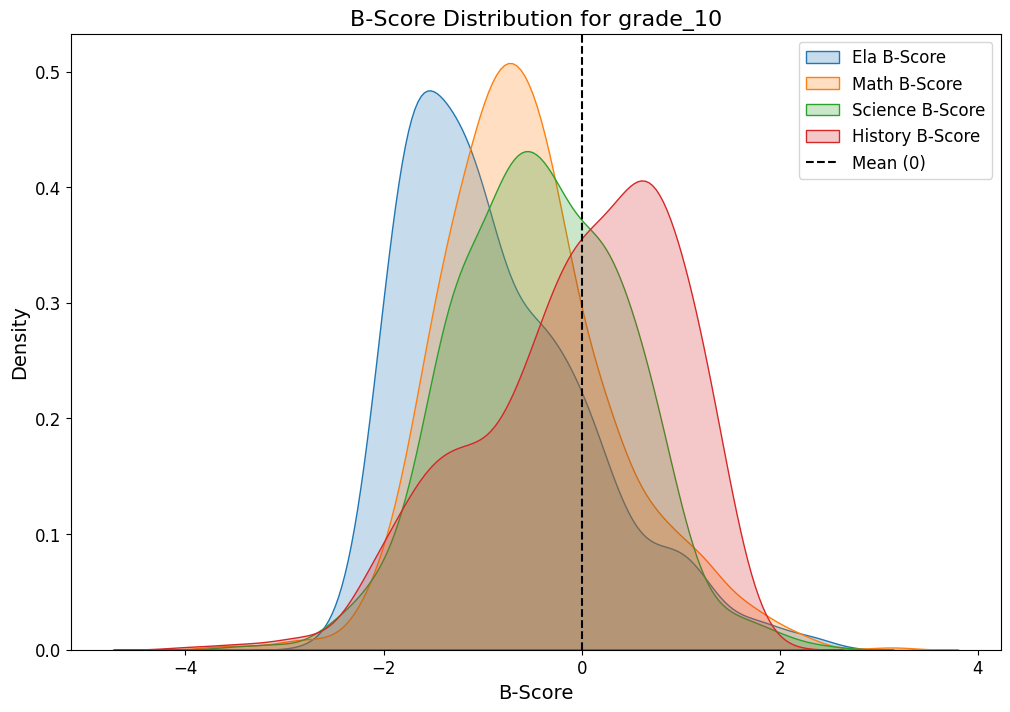 B-Score Distribution for grade_10
Ela B-Score
Math B-Score
Science B-Score
History B-Score
Mean (0)
Density
0.5
0.4
0.3
0.2
0.1
0.0
−4
−2
0
2
4
B-Score